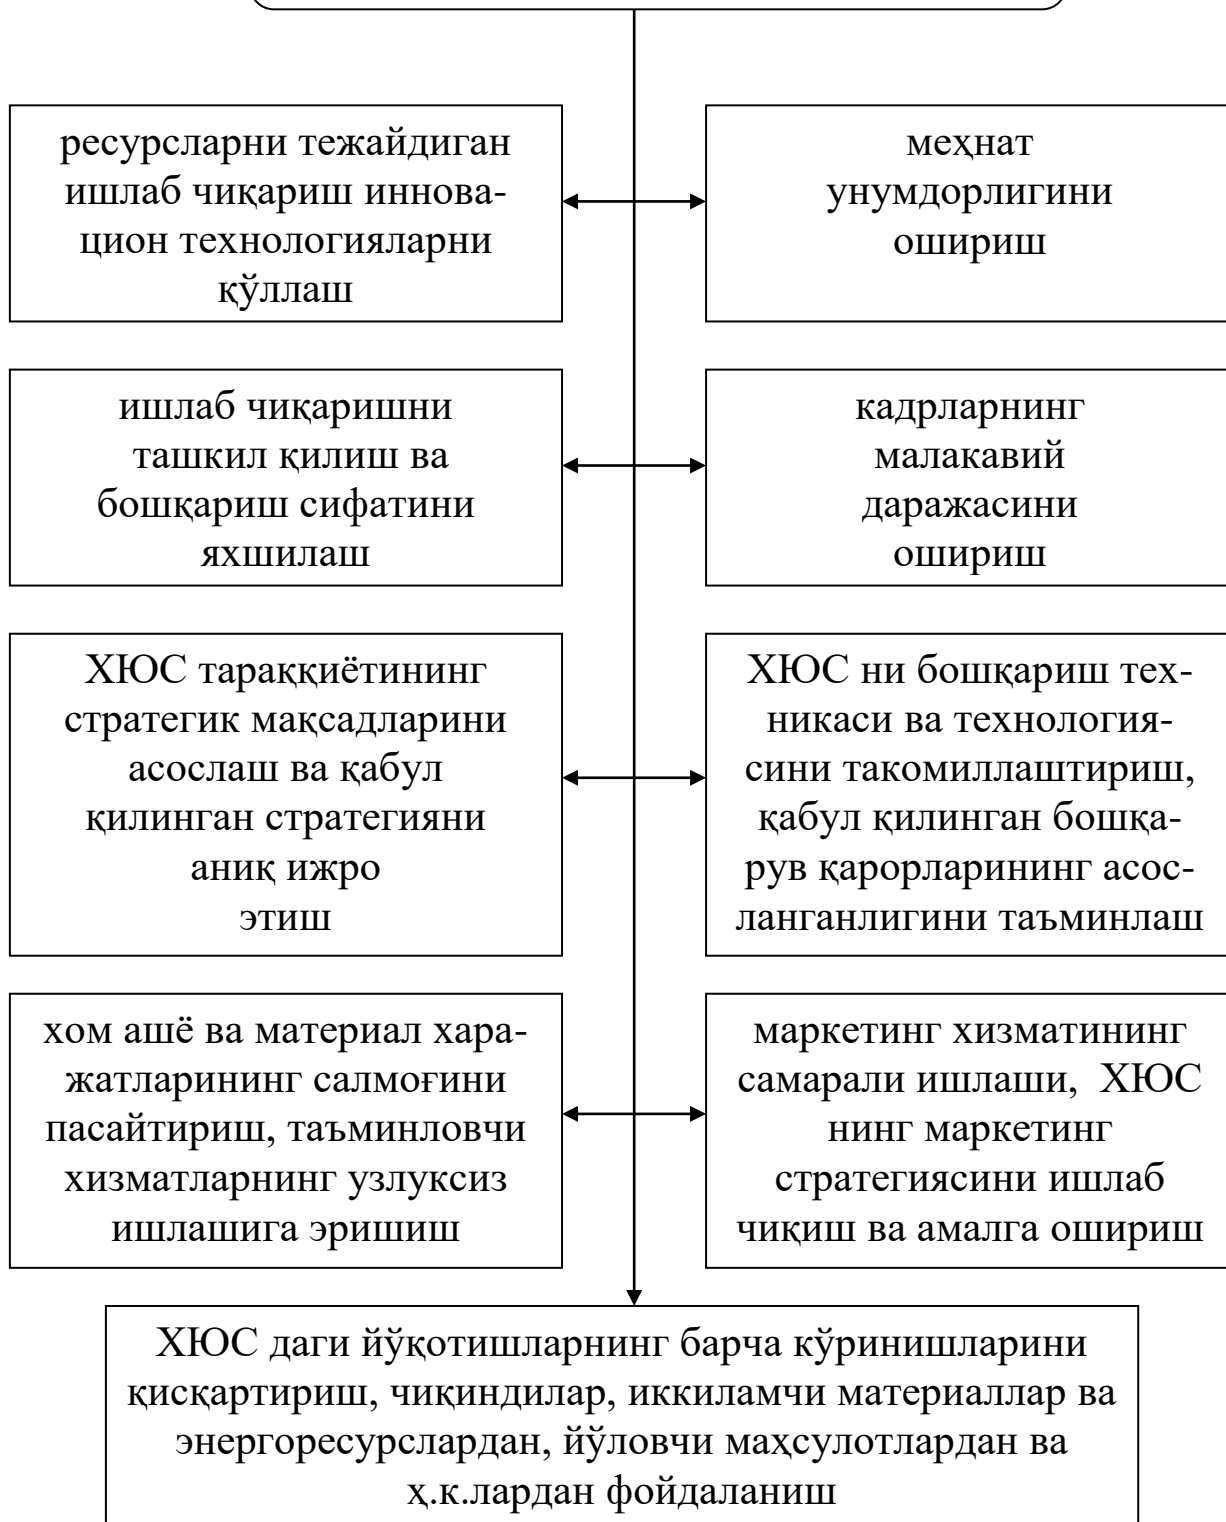 ресурсларни тежайдиган
ишлаб чиқариш иннова-
цион технологияларни
қўллаш
меҳнат
унумдорлигини
ошириш
ишлаб чиқаришни
ташкил қилиш ва
бошқариш сифатини
яхшилаш
кадрларнинг
малакавий
даражасини
ошириш
ХЮС тараққиётининг
стратегик мақсадларини
асослаш ва қабул
қилинган стратегияни
аниқ ижро
этиш
ХЮС ни бошқариш тех-
никаси ва технология-
сини такомиллаштириш,
қабул қилинган бошқа-
рув қарорларининг асос-
ланганлигини таъминлаш
хом ашё ва материал хара-
жатларининг салмоғини
пасайтириш, таъминловчи
хизматларнинг узлуксиз
ишлашига эришиш
маркетинг хизматининг
самарали ишлаши, ХЮС
нинг маркетинг
стратегиясини ишлаб
чиқиш ва амалга ошириш
ХЮС даги йўқотишларнинг барча кўринишларини
қисқартириш, чиқиндилар, иккиламчи материаллар ва
энергоресурслардан, йўловчи маҳсулотлардан ва
ҳ.к.лардан фойдаланиш